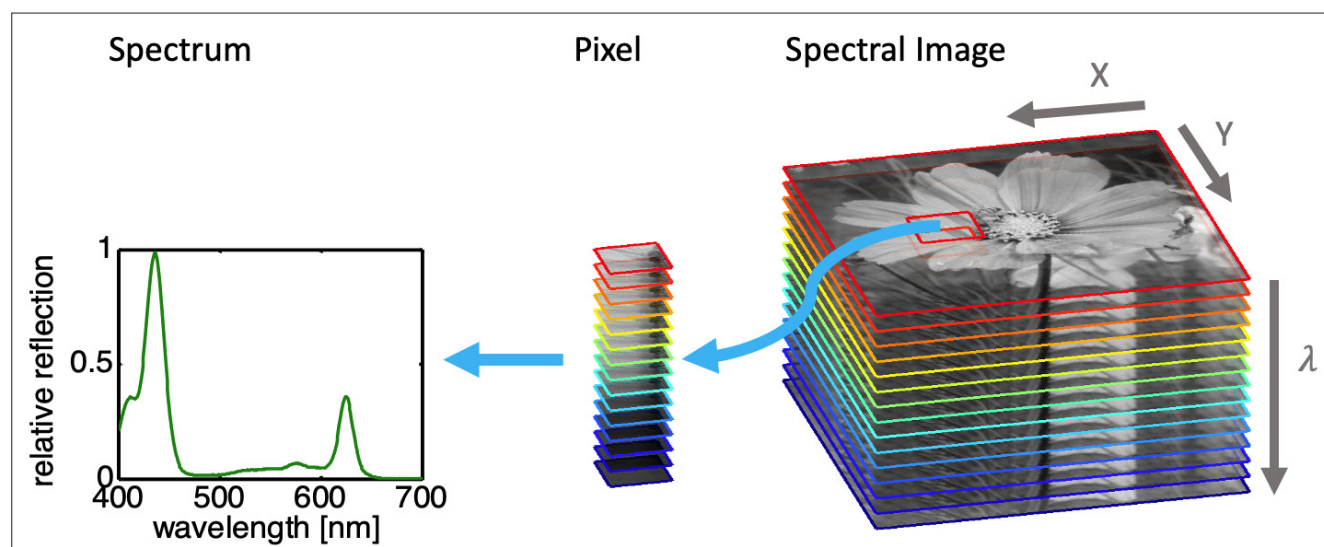 Spectrum
Pixel
Spectral Image
X
Y
λ
1
0.5
0
relative reflection
400 500 600 700
wavelength [nm]